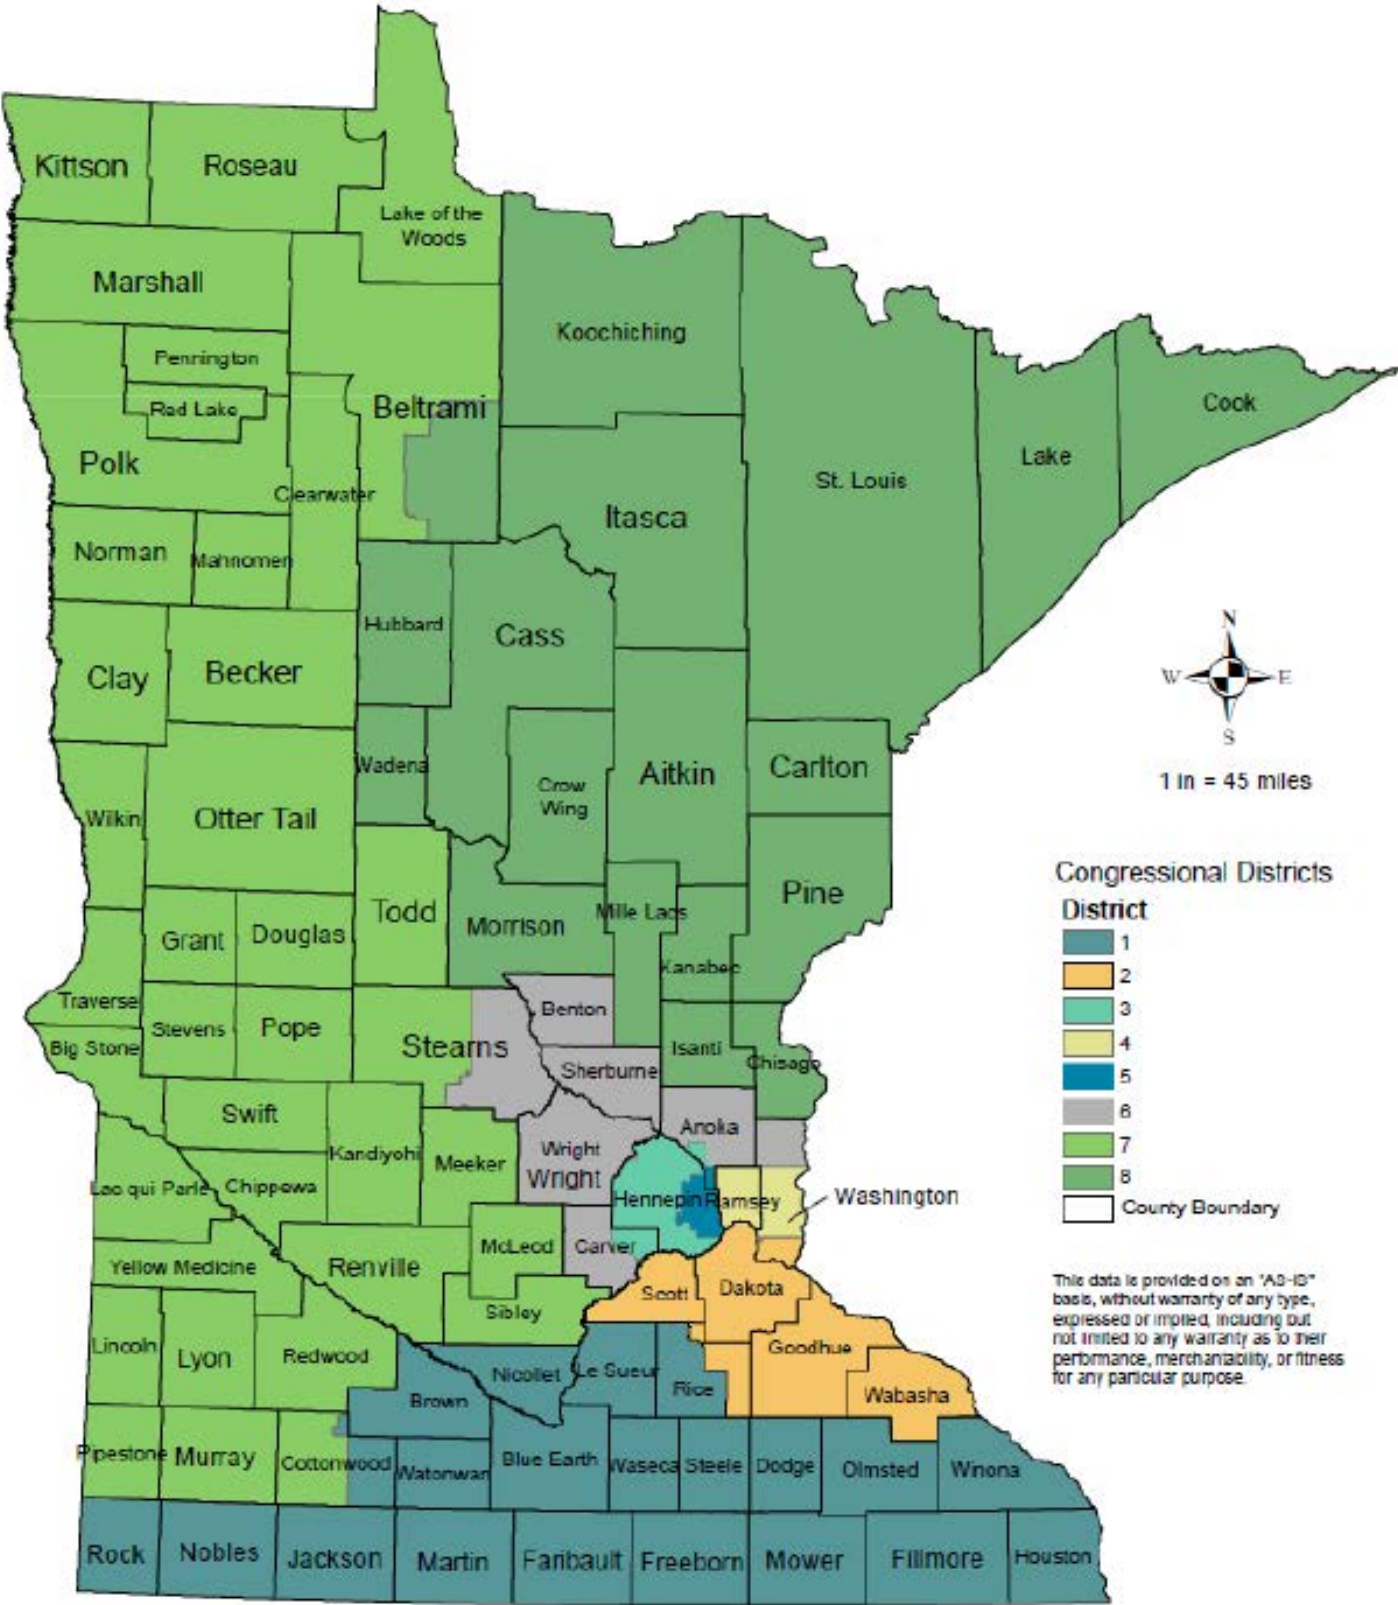 Kittson
Roseau
Lake of the
Woods
Marshall
Koochiching
Pennington
Red Lake
Beltrami
Cook
Polk
Lake
St. Louis
Clearwater
Itasca
Norman
Mahnomen
N
Hubbard
Cass
Clay
Becker
W
E
S
Wadena
Aitkin
Carlton
1 in = 45 miles
Crow
Wing
Wilkin
Otter Tail
Congressional Districts
District
1
2
3
4
5
6
7
8
County Boundary
Pine
Todd
Morrison
Mille Lacs
Grant
Douglas
Kanabec
Traverse
Stevens
Pope
Benton
Big Stone
Stearns
Isanti
Chisago
Sherburne
Swift
Anoka
Kandiyohi
Wright
Wright
Meeker
Lac qui Parle
Chippewa
Hennepin
Ramsey
Washington
McLeod
Carver
Yellow Medicine
Renville
Scott
Dakota
Sibley
This data is provided on an "AS-IS"
basis, without warranty of any type,
expressed or implied, including but
not limited to any warranty as to their
performance, merchantability, or fitness
for any particular purpose.
Lincoln
Lyon
Redwood
Goodhue
Nicollet
Le Sueur
Rice
Brown
Wabasha
Pipestone
Murray
Cottonwood
Watonwan
Blue Earth
Waseca
Steele
Dodge
Olmsted
Winona
Rock
Nobles
Jackson
Martin
Faribault
Freeborn
Mower
Fillmore
Houston